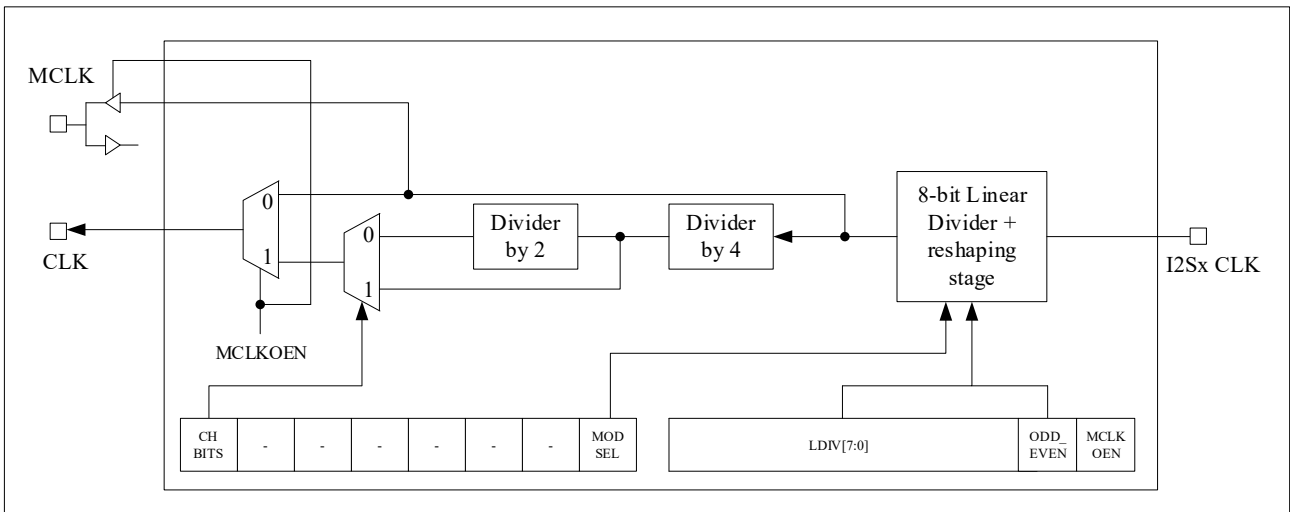 MCLK
0
8-bit Linear
Divider +
reshaping
stage
Divider
by 2
Divider
by 4
0
CLK
1
1
I2Sx CLK
MCLKOEN
CH
BITS
-
-
-
-
-
MOD
SEL
LDIV[7:0]
ODD_
EVEN
MCLK
OEN